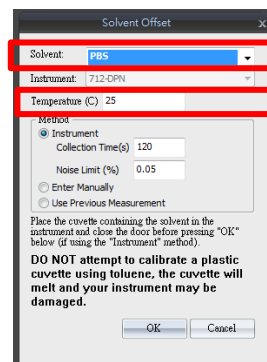 Solvent Offset x
Solvent: PBS
Instrument: 712-DPN
Temperature (C) 25
Method
Instrument
Collection Time(s) 120
Noise Limit (%) 0.05
Enter Manually
Use Previous Measurement
Place the cuvette containing the solvent in the
instrument and close the door before pressing "OK"
below (if using the "Instrument" method).
DO NOT attempt to calibrate a plastic
cuvette using toluene, the cuvette will
melt and your instrument may be
damaged.
OK Cancel